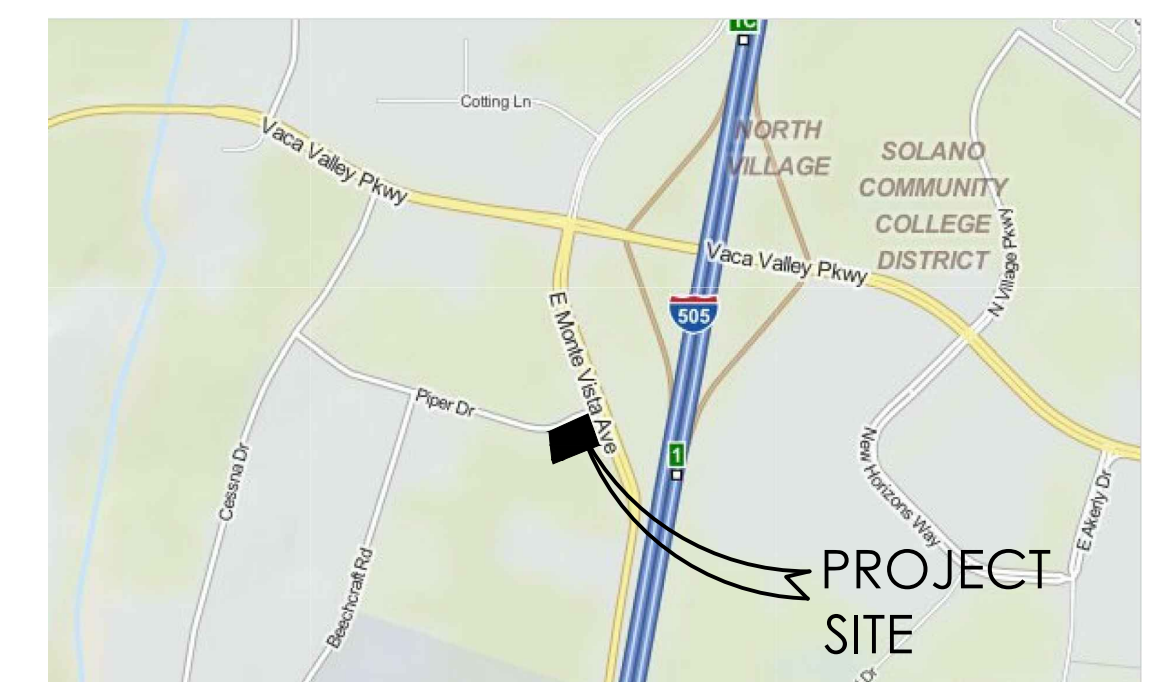 1C
Cotting Ln
Vaca Valley Pkwy
NORTH
VILLAGE
SOLANO
COMMUNITY
COLLEGE
DISTRICT
N Village Pkwy
Vaca Valley Pkwy
E Monte Vista Ave
505
Piper Dr
1
Cessna Dr
New Horizons Way
E Akerly Dr
Beechcraft Rd
PROJECT
SITE
Dr